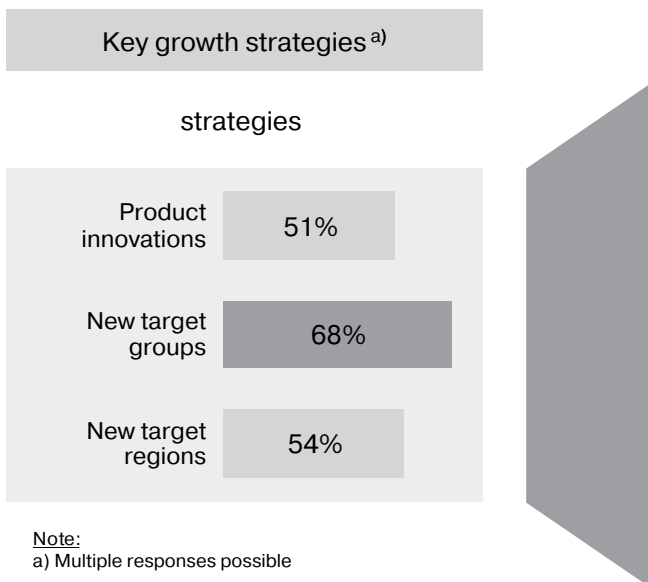 Key growth strategies a)
strategies
Product
innovations
51%
New target
groups
68%
New target
regions
54%
Note:
a) Multiple responses possible